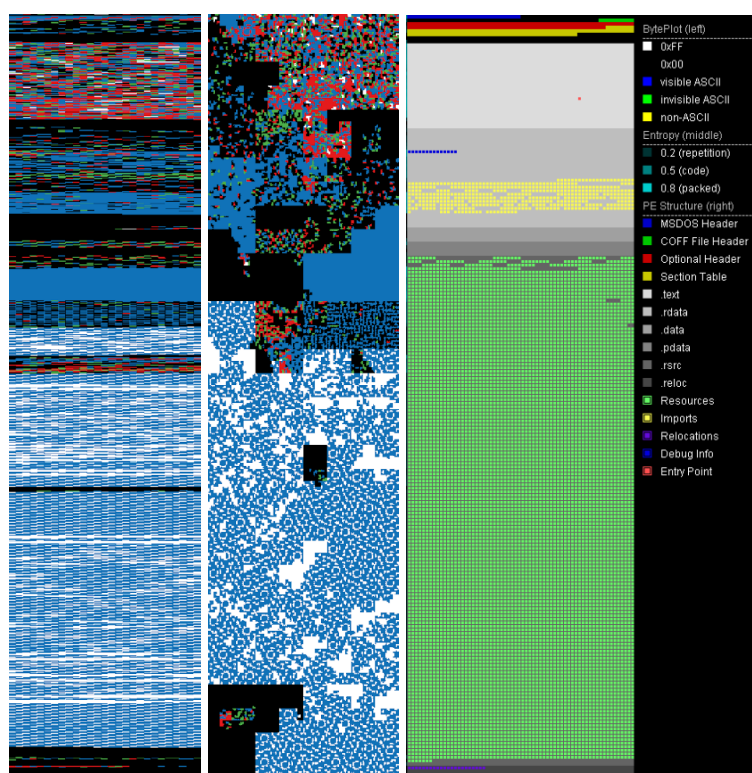 BytePlot (left)
0xFF
0x00
visible ASCII
invisible ASCII
non-ASCII
Entropy (middle)
0.2 (repetition)
0.5 (code)
0.8 (packed)
PE Structure (right)
MSDOS Header
COFF File Header
Optional Header
Section Table
.text
.rdata
.data
.pdata
.rsrc
.reloc
Resources
Imports
Relocations
Debug Info
Entry Point